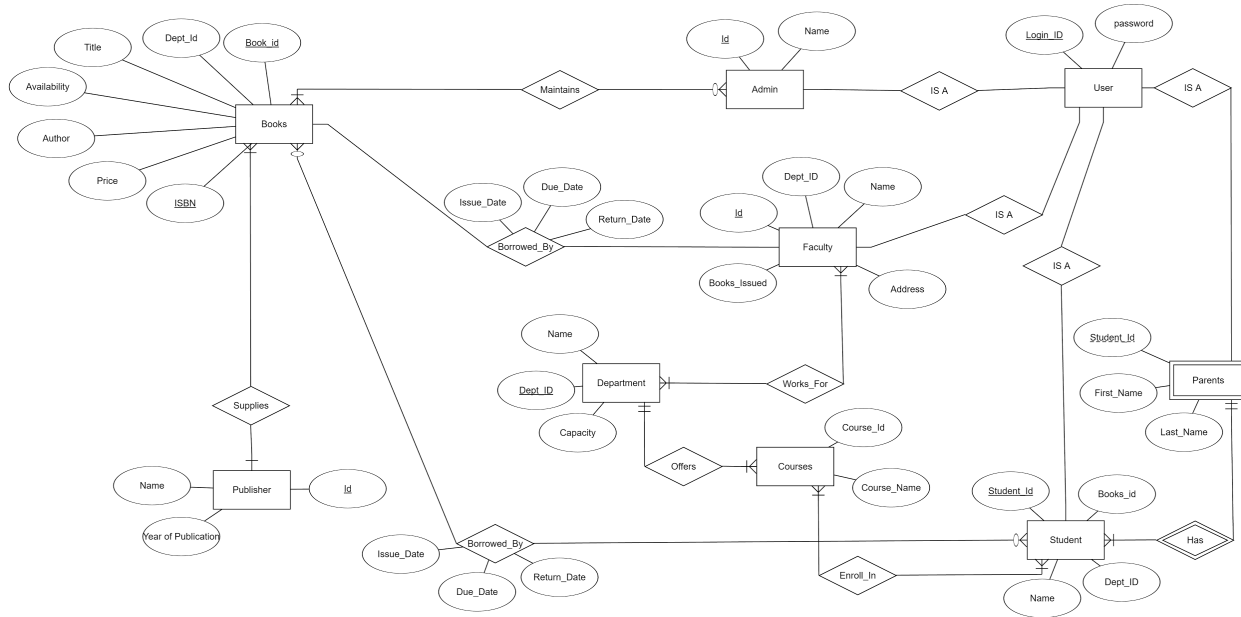 Title
Dept_Id
Book_id
Availability
Author
Price
ISBN
Books
Maintains
Id
Name
Admin
IS A
Login_ID
password
User
IS A
Issue_Date
Due_Date
Return_Date
Borrowed_By
Id
Dept_ID
Name
Faculty
Books_Issued
Address
IS A
IS A
Name
Dept_ID
Department
Capacity
Works_For
Student_Id
First_Name
Last_Name
Parents
Supplies
Name
Publisher
Id
Year of Publication
Offers
Courses
Course_Id
Course_Name
Issue_Date
Borrowed_By
Due_Date
Return_Date
Enroll_In
Student_Id
Books_id
Student
Name
Dept_ID
Has